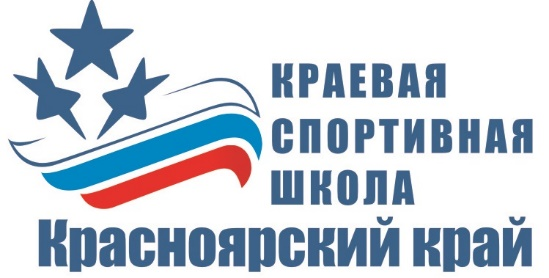 КРАЕВАЯ
СПОРТИВНАЯ
ШКОЛА
Красноярский край